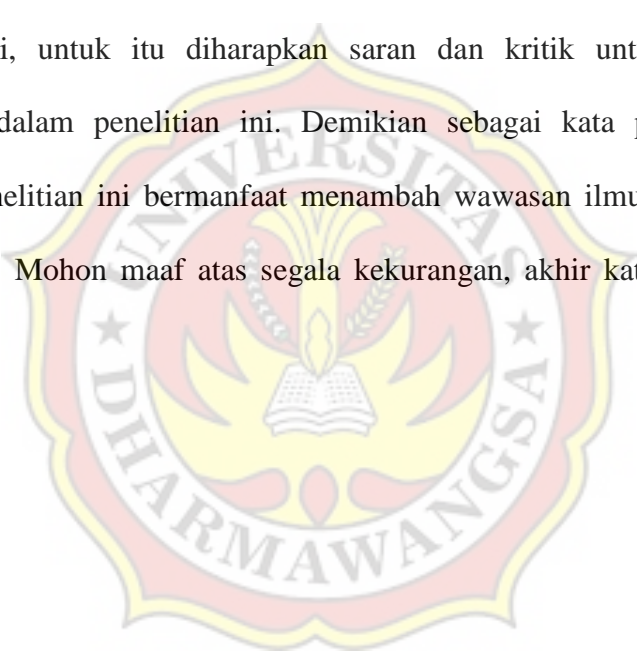 i, untuk itu diharapkan saran dan kritik unt
dalam penelitian ini. Demikian sebagai kata
nelitian ini bermanfaat menambah wawasan ilmu
Mohon maaf atas segala kekurangan, akhir kat
UNIVERSITAS
DHARMAWANGSA